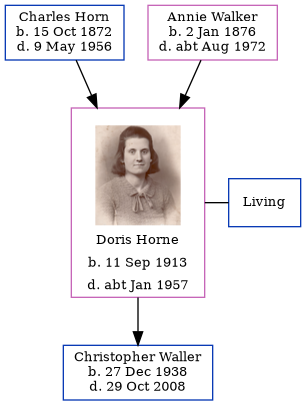 Charles Horn
b. 15 Oct 1872
d. 9 May 1956
Annie Walker
b. 2 Jan 1876
d. abt Aug 1972
Doris Horne
b. 11 Sep 1913
d. abt Jan 1957
Living
Christopher Waller
b. 27 Dec 1938
d. 29 Oct 2008